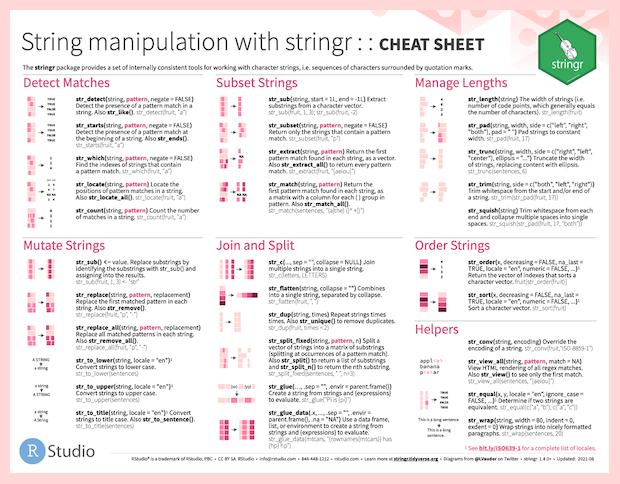 String manipulation with stringr : : CHEAT SHEET
The stringr package provides a set of internally consistent tools for working with character strings, i.e. sequences of characters surrounded by quotation marks.
stringr
Detect Matches
str_detect(string, pattern, negate = FALSE)
Detect the presence of a pattern match in a
string. Also str_like(). str_detect(fruit, "a")
str_starts(string, pattern, negate = FALSE)
Detect the presence of a pattern match at
the beginning of a string. Also str_ends().
str_starts(fruit, "a")
str_which(string, pattern, negate = FALSE)
Find the indexes of strings that contain
a pattern match. str_which(fruit, "a")
str_locate(string, pattern) Locate the
positions of pattern matches in a string.
Also str_locate_all(). str_locate(fruit, "a")
str_count(string, pattern) Count the number
of matches in a string. str_count(fruit, "a")
Subset Strings
str_sub(string, start = 1L, end = -1L) Extract
substrings from a character vector.
str_sub(fruit, 1, 3); str_sub(fruit, -2)
str_subset(string, pattern, negate = FALSE)
Return only the strings that contain a pattern
match. str_subset(fruit, "p")
str_extract(string, pattern) Return the first
pattern match found in each string, as a vector.
Also str_extract_all() to return every pattern
match. str_extract(fruit, "[aeiou]")
str_match(string, pattern) Return the
first pattern match found in each string, as
a matrix with a column for each ( ) group in
pattern. Also str_match_all().
str_match(sentences, "(a|the) ([^ +])")
Manage Lengths
str_length(string) The width of strings (i.e.
number of code points, which generally equals
the number of characters). str_length(fruit)
str_pad(string, width, side = c("left", "right",
"both"), pad = " ") Pad strings to constant
width. str_pad(fruit, 17)
str_trunc(string, width, side = c("left", "right",
"center"), ellipsis = "...") Truncate the width
of strings, replacing content with ellipsis.
str_trunc(sentences, 6)
str_trim(string, side = c("both", "left", "right"))
Trim whitespace from the start and/or end of
a string. str_trim(str_pad(fruit, 17))
str_squish(string) Trim whitespace from each
end and collapse multiple spaces into single
spaces. str_squish(str_pad(fruit, 17, "both"))
Mutate Strings
str_sub() <- value. Replace substrings by
identifying the substrings with str_sub() and
assigning into the results.
str_sub(fruit, 1, 3) <- "str"
str_replace(string, pattern, replacement)
Replace the first matched pattern in each
string. Also str_remove().
str_replace(fruit, "p", "-")
str_replace_all(string, pattern, replacement)
Replace all matched patterns in each string.
Also str_remove_all().
str_replace_all(fruit, "p", "-")
A STRING
a string
str_to_lower(string, locale = "en")¹
Convert strings to lower case.
str_to_lower(sentences)
a string
A STRING
str_to_upper(string, locale = "en")¹
Convert strings to upper case.
str_to_upper(sentences)
a string
A String
str_to_title(string, locale = "en")¹ Convert
strings to title case. Also str_to_sentence().
str_to_title(sentences)
Join and Split
str_c(..., sep = "", collapse = NULL) Join
multiple strings into a single string.
str_c(letters, LETTERS)
str_flatten(string, collapse = "") Combines
into a single string, separated by collapse.
str_flatten(fruit, ", ")
str_dup(string, times) Repeat strings times
times. Also str_unique() to remove duplicates.
str_dup(fruit, times = 2)
str_split_fixed(string, pattern, n) Split a
vector of strings into a matrix of substrings
(splitting at occurrences of a pattern match).
Also str_split() to return a list of substrings
and str_split_n() to return the nth substring.
str_split_fixed(sentences, " ", n=3)
str_glue(..., .sep = "", .envir = parent.frame())
Create a string from strings and {expressions}
to evaluate. str_glue("Pi is {pi}")
str_glue_data(.x, ..., .sep = "", .envir =
parent.frame(), .na = "NA") Use a data frame,
list, or environment to create a string from
strings and {expressions} to evaluate.
str_glue_data(mtcars, "{rownames(mtcars)} has
{hp} hp")
Order Strings
str_order(x, decreasing = FALSE, na_last =
TRUE, locale = "en", numeric = FALSE, ...)¹
Return the vector of indexes that sorts a
character vector. fruit[str_order(fruit)]
str_sort(x, decreasing = FALSE, na_last =
TRUE, locale = "en", numeric = FALSE, ...)¹
Sort a character vector. str_sort(fruit)
Helpers
str_conv(string, encoding) Override the
encoding of a string. str_conv(fruit,"ISO-8859-1")
apple
banana
pear
str_view_all(string, pattern, match = NA)
View HTML rendering of all regex matches.
Also str_view() to see only the first match.
str_view_all(sentences, "[aeiou]")
str_equal(x, y, locale = "en", ignore_case =
FALSE, ...)¹ Determine if two strings are
equivalent. str_equal(c("a", "b"), c("a", "c"))
This is a long sentence.
This is a long
sentence.
str_wrap(string, width = 80, indent = 0,
exdent = 0) Wrap strings into nicely formatted
paragraphs. str_wrap(sentences, 20)
¹ See bit.ly/ISO639-1 for a complete list of locales.
R Studio
RStudio® is a trademark of RStudio, PBC • CC BY SA RStudio • info@rstudio.com • 844-448-1212 • rstudio.com • Learn more at stringr.tidyverse.org • Diagrams from @LVaudor on Twitter • stringr 1.4.0+ • Updated: 2021-08